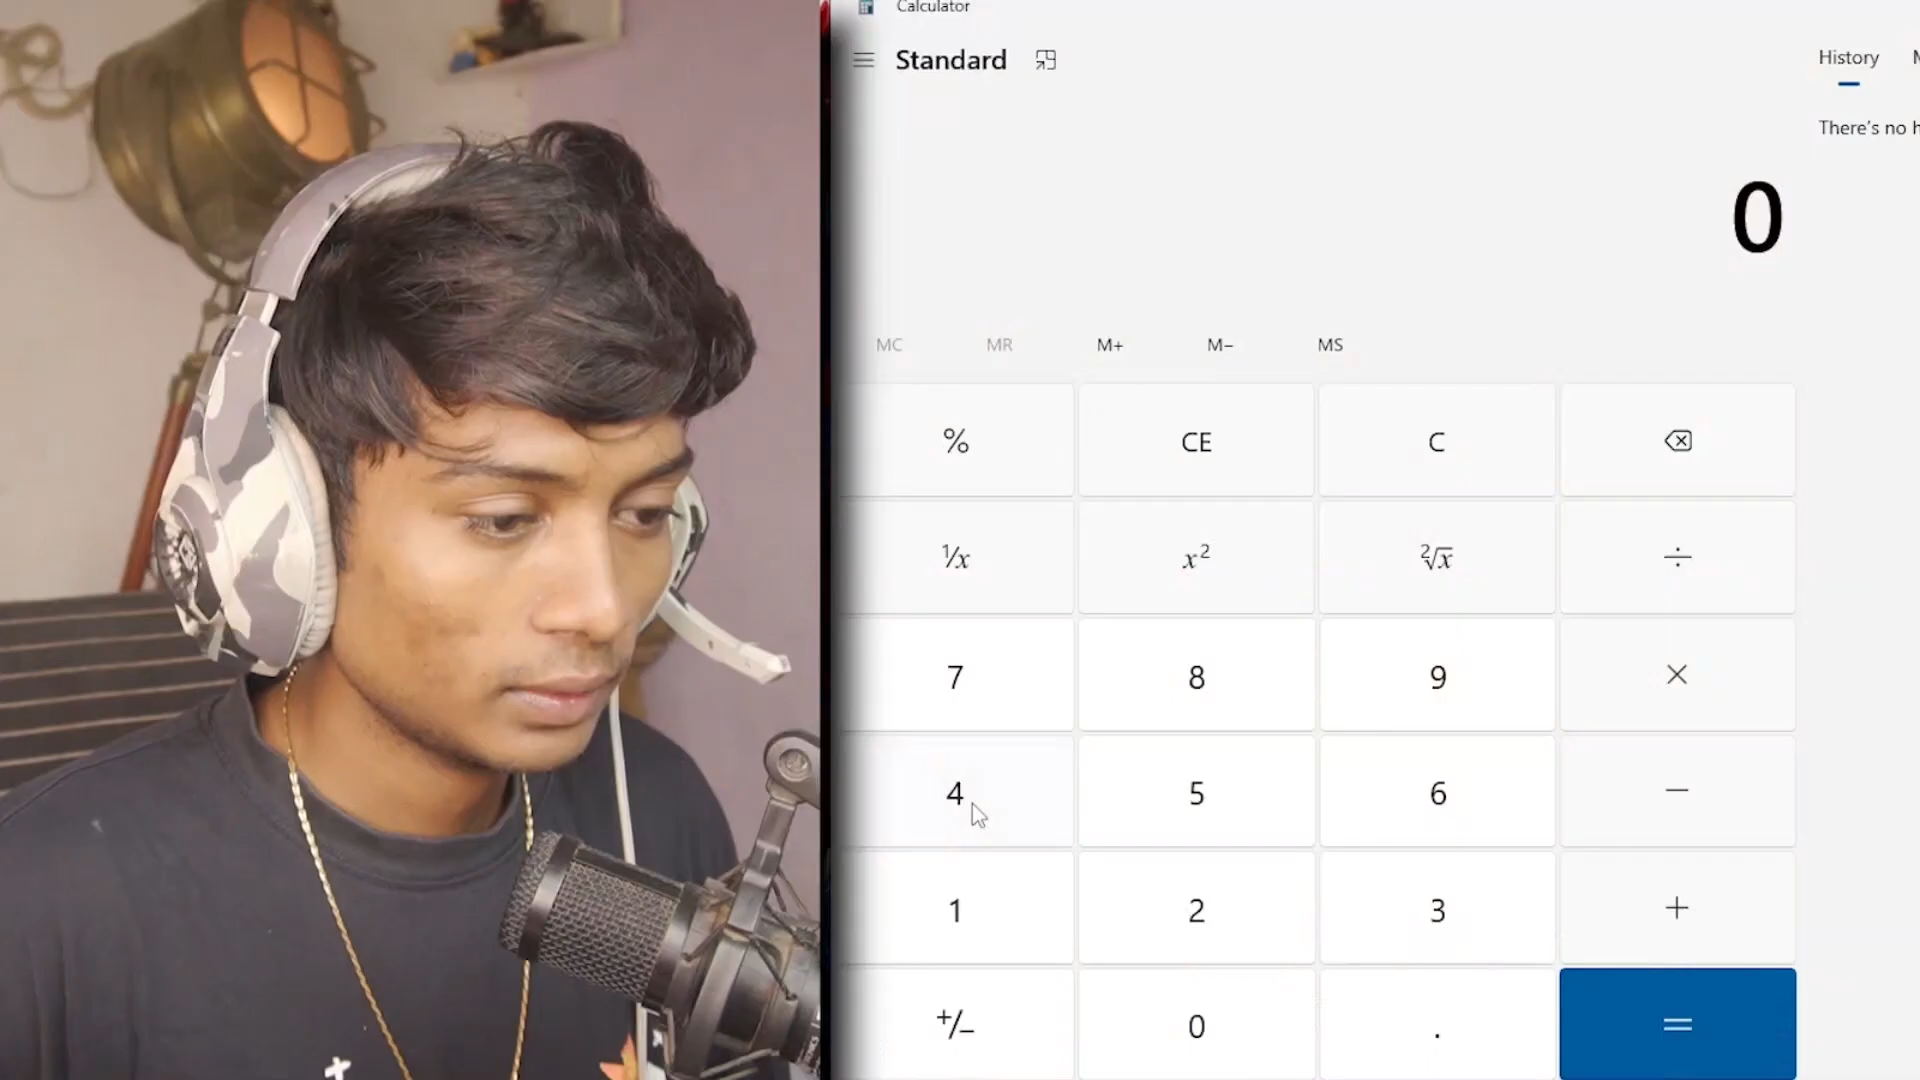 Calculator
Standard
History
There's no h
0
MC MR M+ M− MS
% CE C
¹/x x² ²√x ÷
7 8 9 ×
4 5 6 −
1 2 3 +
+/− 0 . =